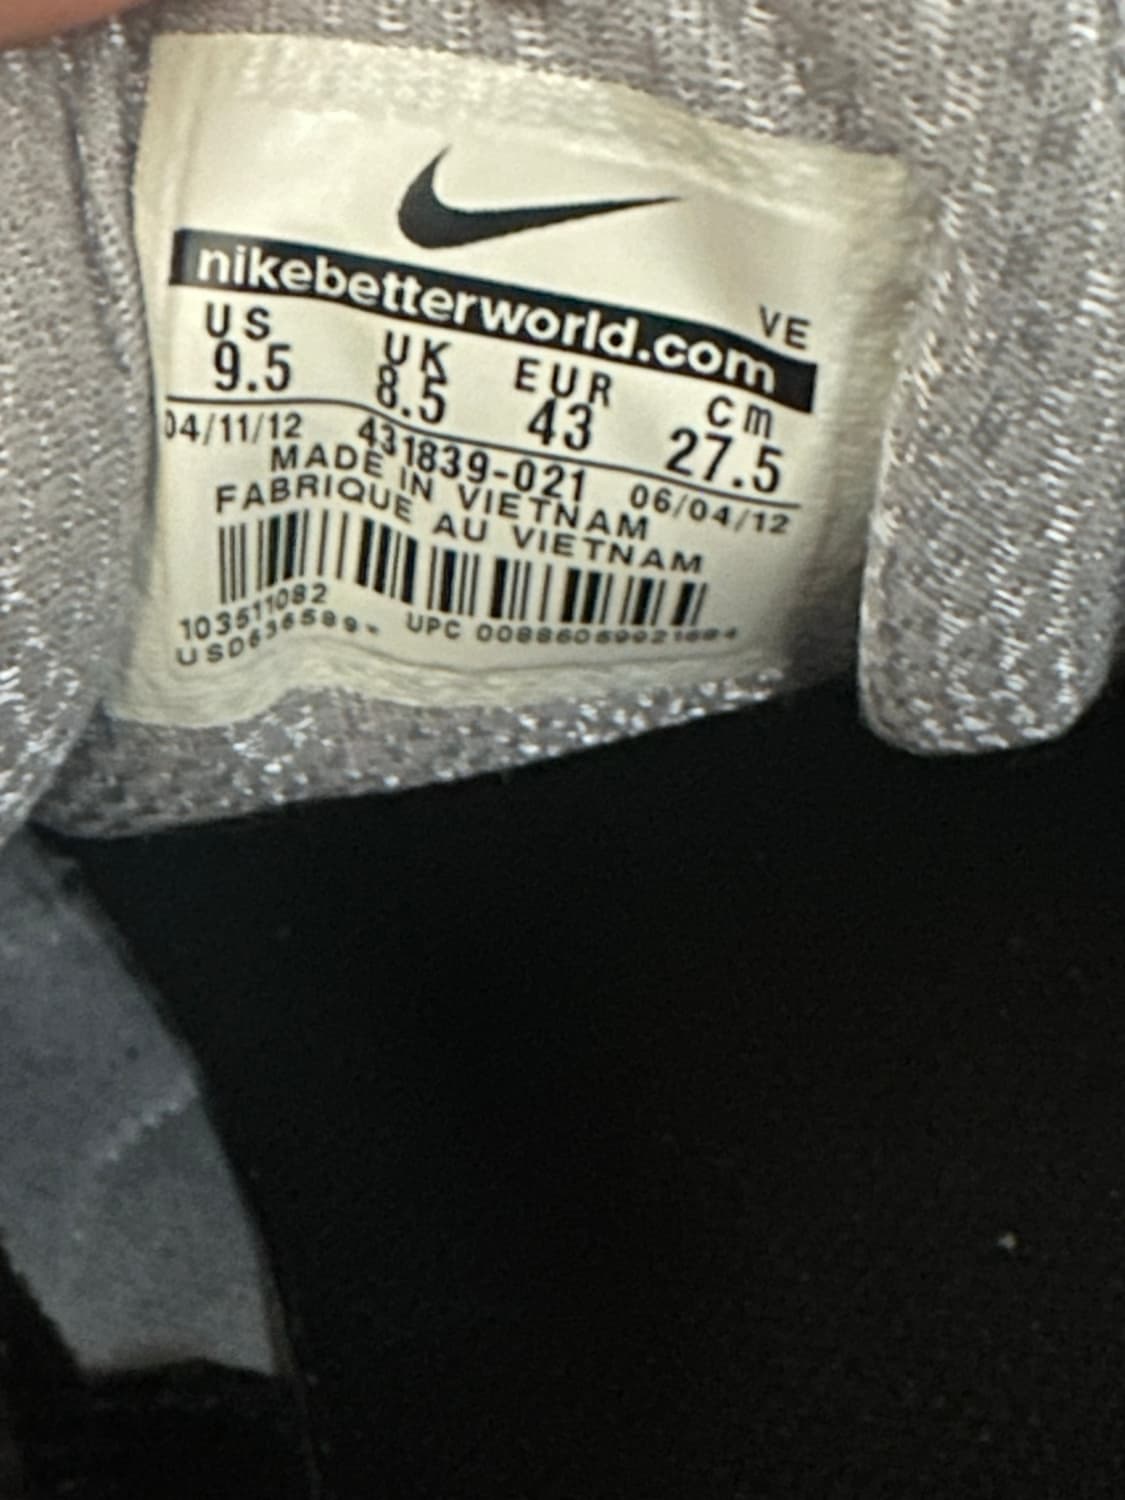 nikebetterworld.com
VE
US UK EUR cm
9.5 8.5 43 27.5
04/11/12 431839-021 06/04/12
MADE IN VIETNAM
FABRIQUE AU VIETNAM
103511082
UPC